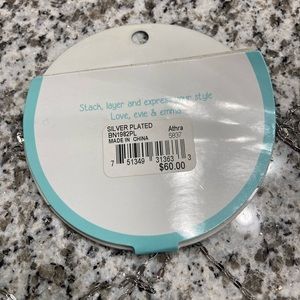 Stack, layer and express your style
Love, evie & emma
SILVER PLATED Athra
BN1982PL 5697
MADE IN CHINA
7 51349 31363 3
$60.00